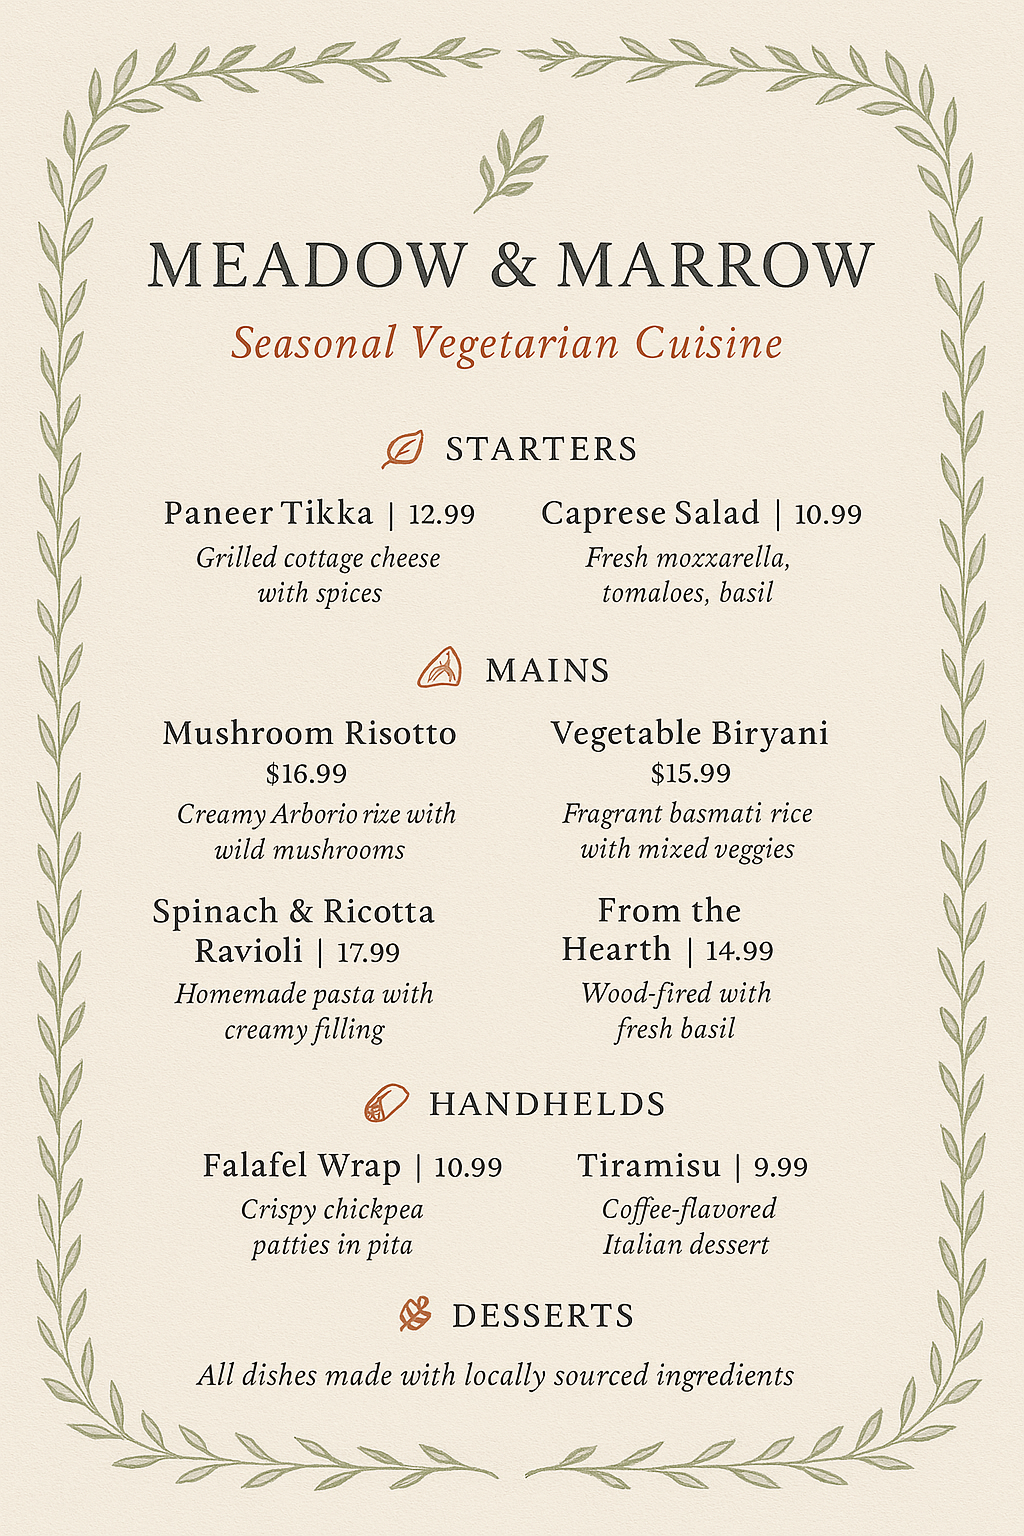 MEADOW & MARROW
Seasonal Vegetarian Cuisine
STARTERS
Paneer Tikka | 12.99
Grilled cottage cheese
with spices
Caprese Salad | 10.99
Fresh moxxarella,
tomaloes, basil
MAINS
Mushroom Risotto
$16.99
Creamy Arborio rize with
wild mushrooms
Vegetable Biryani
$15.99
Fragrant basmati rice
with mixed veggies
Spinach & Ricotta
Ravioli | 17.99
Homemade pasta with
creamy filling
From the
Hearth | 14.99
Wood-fired with
fresh basil
HANDHELDS
Falafel Wrap | 10.99
Crispy chickpea
patties in pita
Tiramisu | 9.99
Coffee-flavored
Italian dessert
DESSERTS
All dishes made with locally sourced ingredients